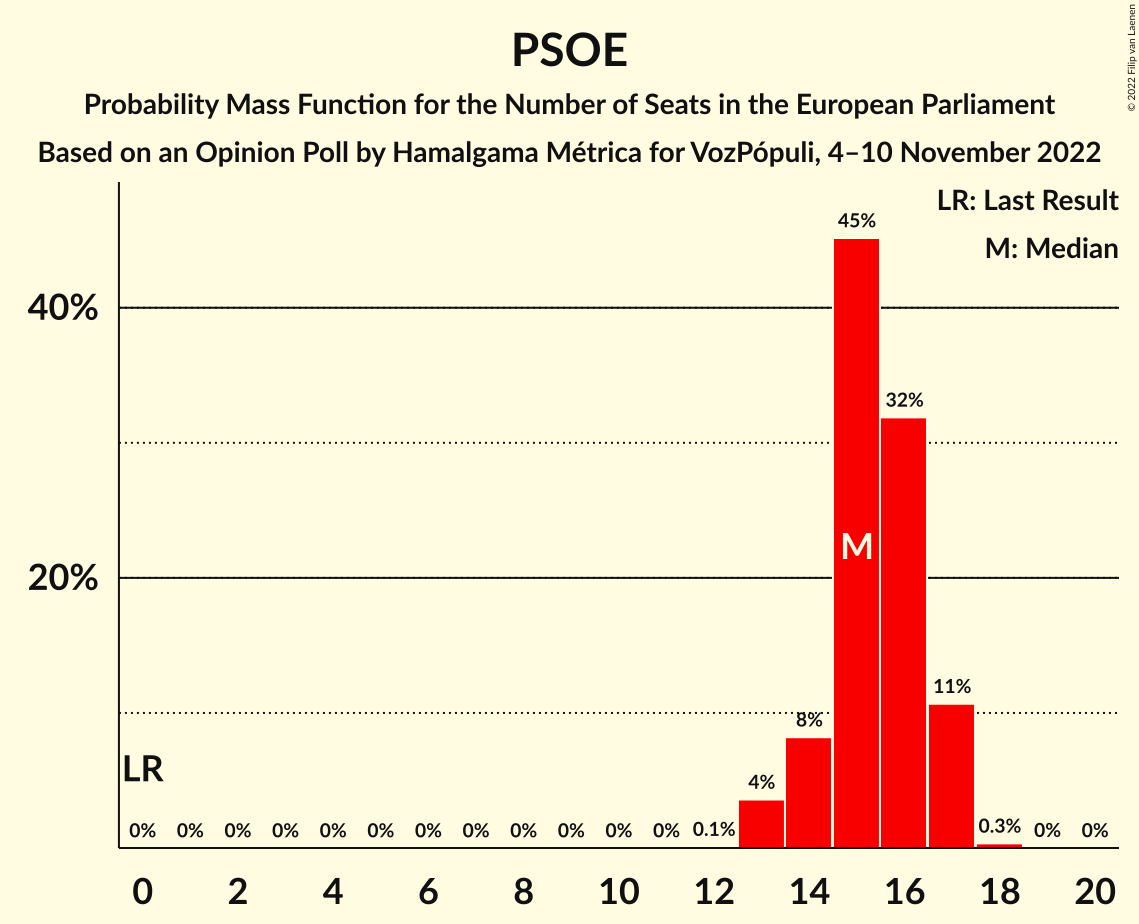 PSOE
Probability Mass Function for the Number of Seats in the European Parliament
Based on an Opinion Poll by Hamalgama Métrica for VozPópuli, 4–10 November 2022
© 2022 Filip van Laenen
LR: Last Result
M: Median
45%
40%
32%
M
20%
11%
8%
LR
4%
0% 0% 0% 0% 0% 0% 0% 0% 0% 0% 0% 0% 0.1% 0.3% 0% 0%
0 2 4 6 8 10 12 14 16 18 20